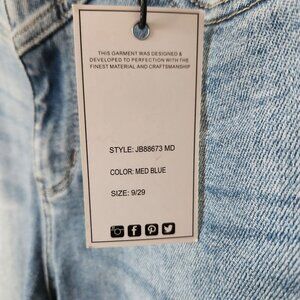 THIS GARMENT WAS DESIGNED &
DEVELOPED TO PERFECTION WITH THE
FINEST MATERIAL AND CRAFTSMANSHIP
STYLE: JB88673 MD
COLOR: MED BLUE
SIZE: 9/29